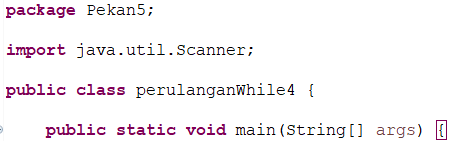 package Pekan5;
import java.util.Scanner;
public class perulanganWhile4 {
public static void main(String[] args) {